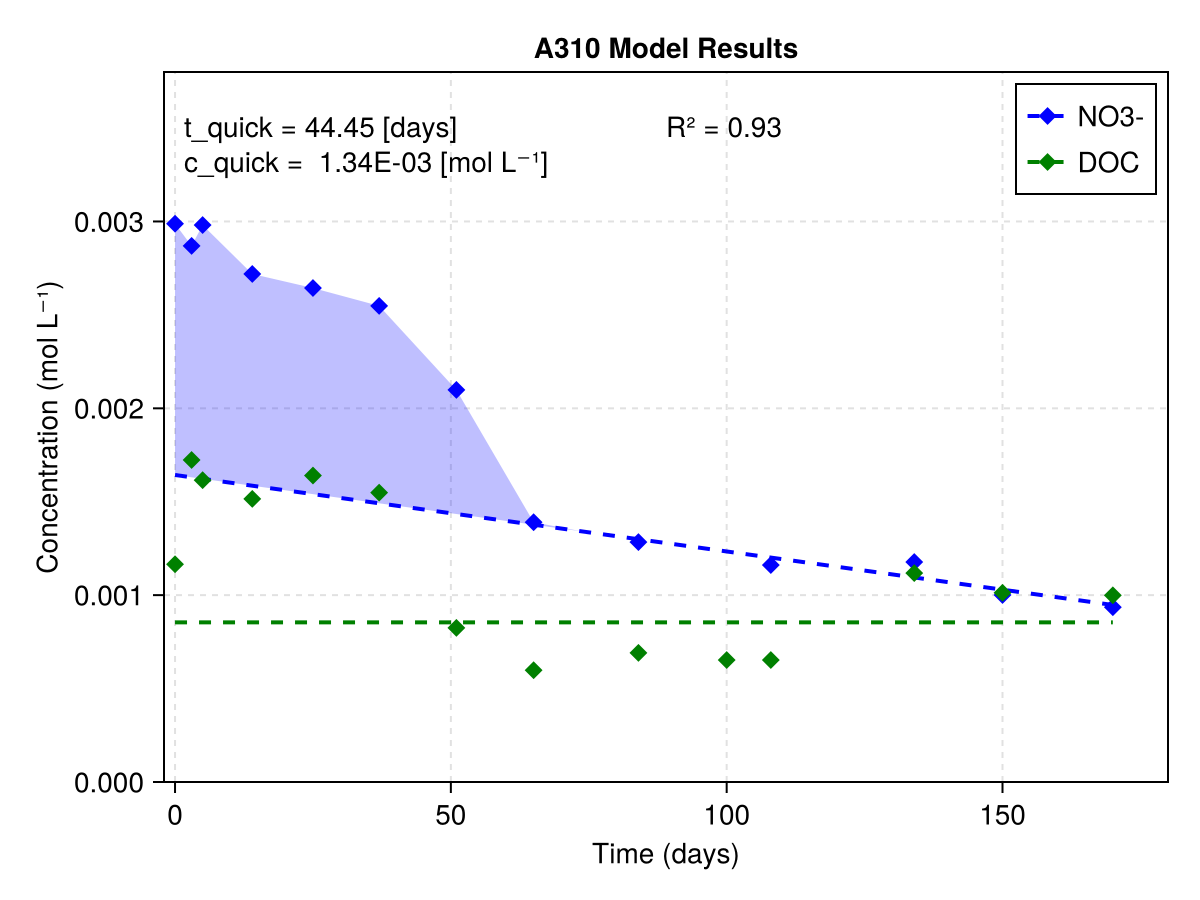 A310 Model Results
t_quick = 44.45 [days]
R² = 0.93
c_quick =  1.34E-03 [mol L⁻¹]
NO3-
DOC
0.003
0.002
0.001
0.000
Concentration (mol L⁻¹)
0
50
100
150
Time (days)